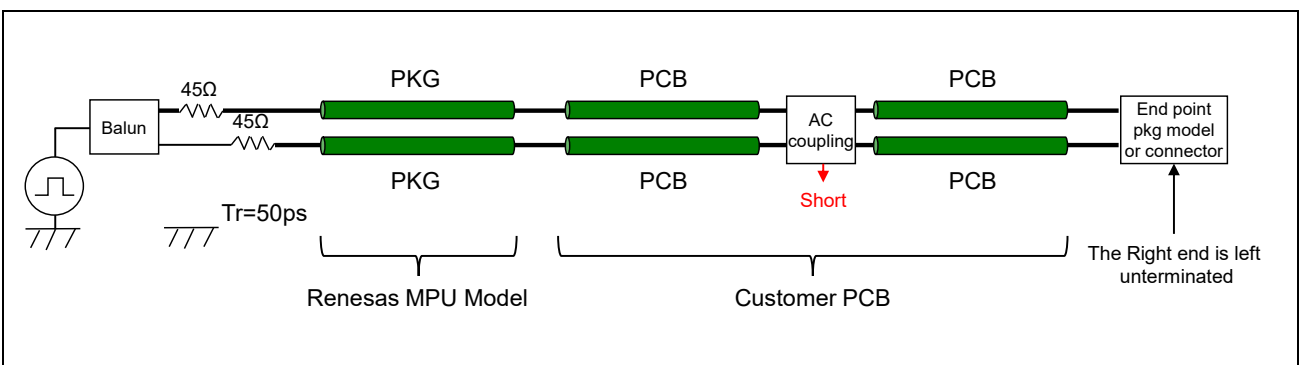 45Ω
45Ω
Balun
Tr=50ps
PKG
PKG
PCB
PCB
AC
coupling
Short
PCB
PCB
End point
pkg model
or connector
The Right end is left
unterminated
Renesas MPU Model
Customer PCB